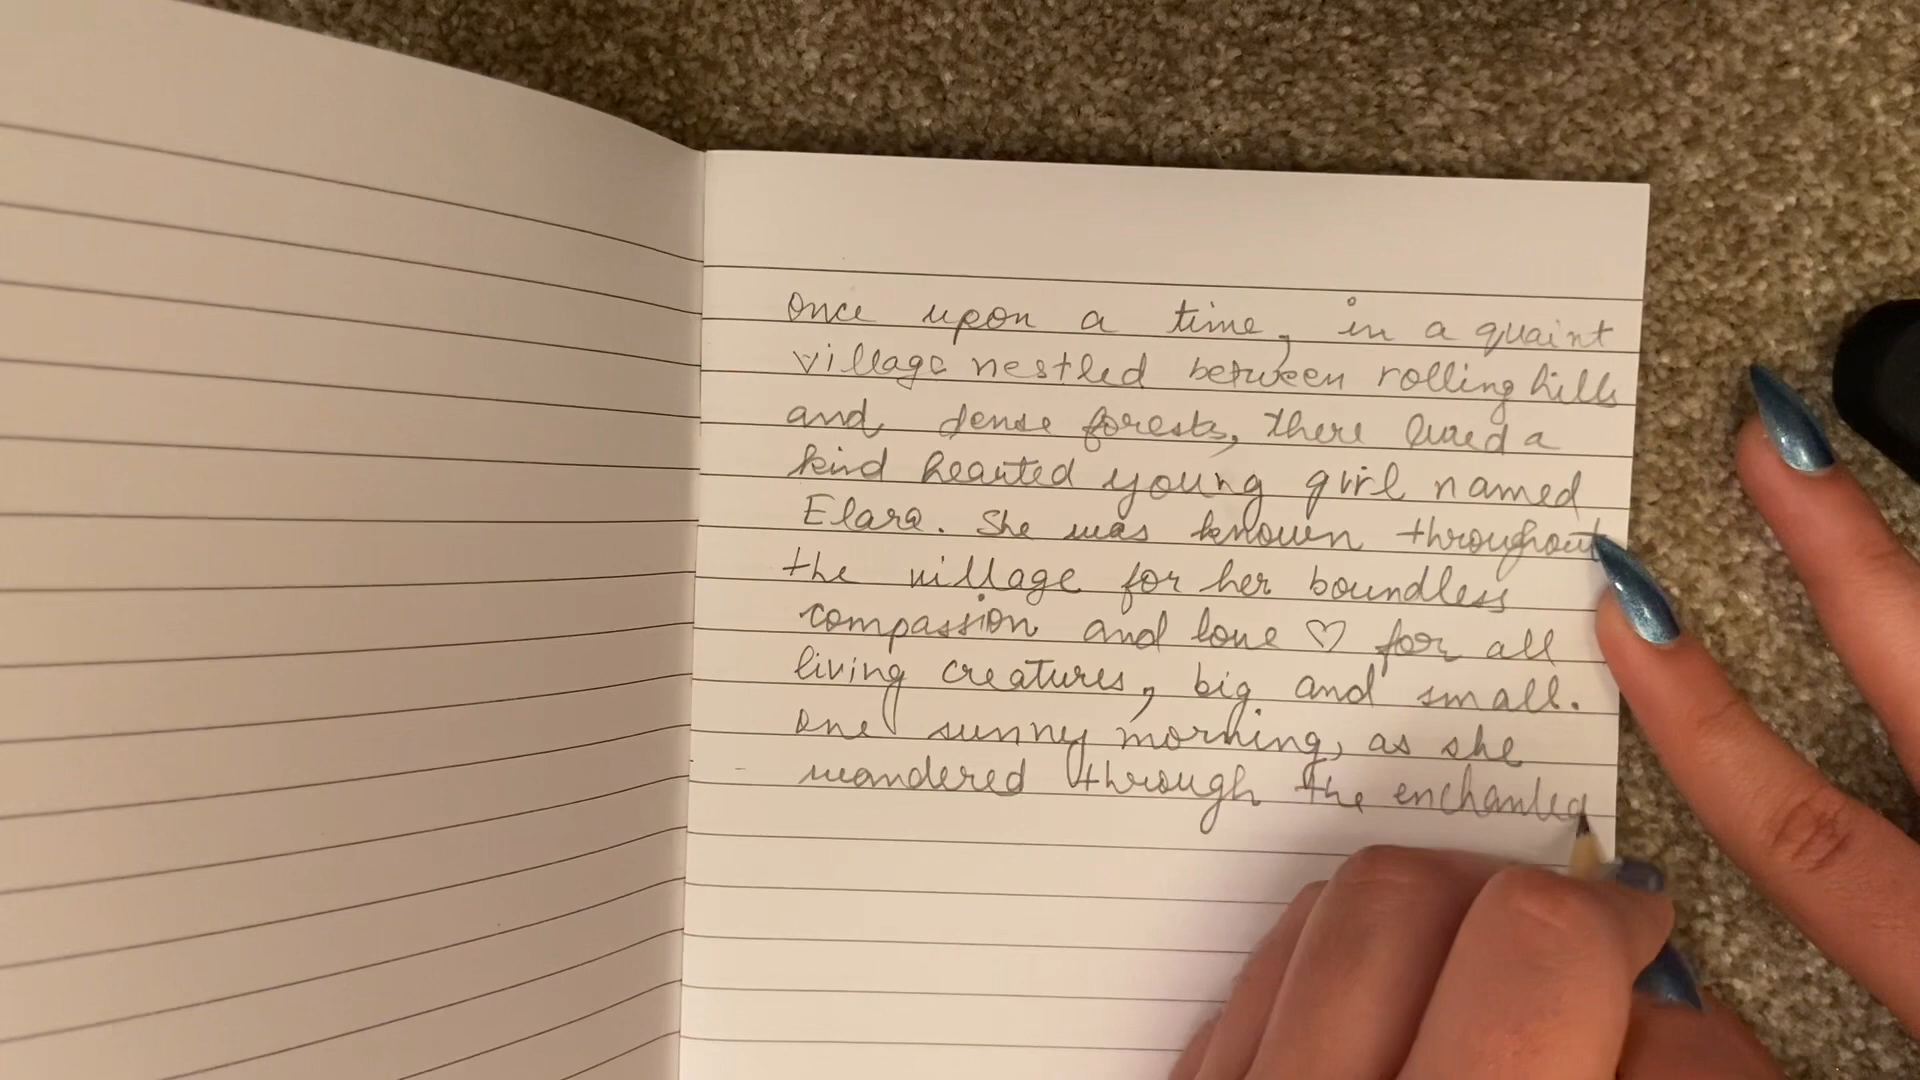 once upon a time, in a quaint
village nestled between rolling hills
and dense forests, there lived a
kind hearted young girl named
Elara. She was known throughout
the village for her boundless
compassion and love ♡ for all
living creatures, big and small.
one sunny morning, as she
wandered through the enchanted